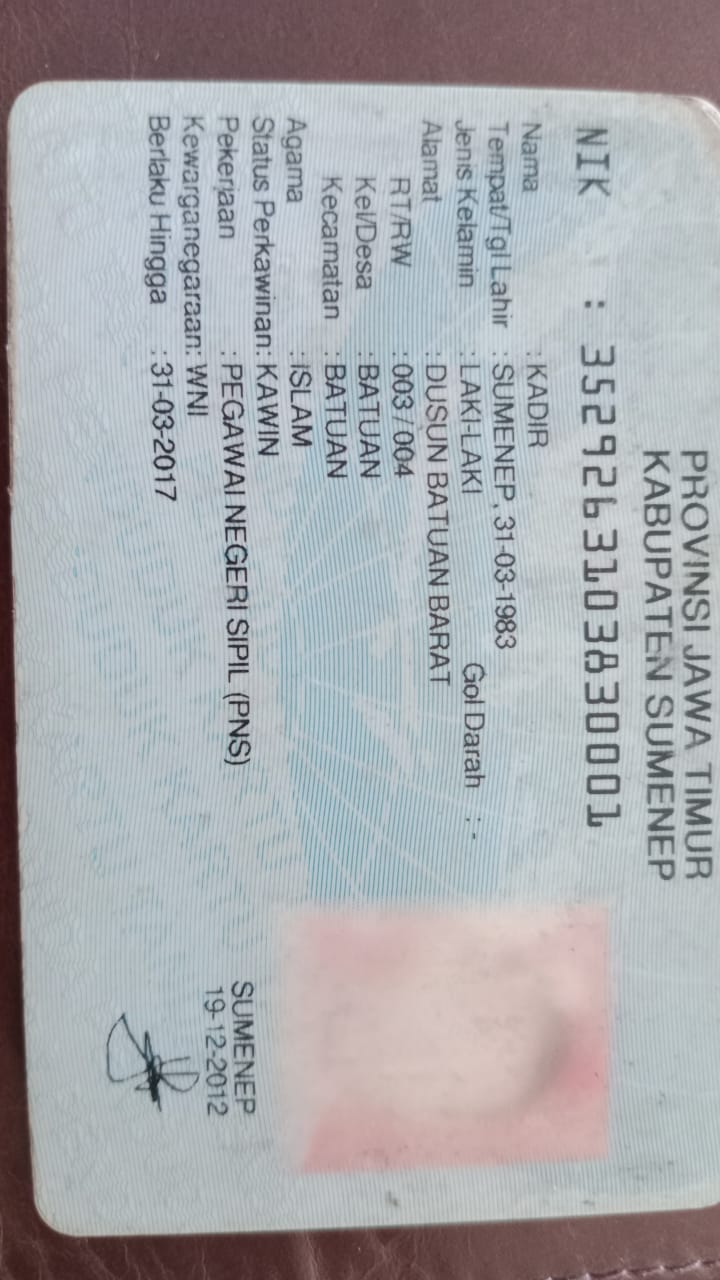 PROVINSI JAWA TIMUR
KABUPATEN SUMENEP
NIK : 3529263103830001
Nama : KADIR
Tempat/Tgl Lahir : SUMENEP, 31-03-1983
Jenis Kelamin : LAKI-LAKI Gol Darah : -
Alamat : DUSUN BATUAN BARAT
RT/RW : 003 / 004
Kel/Desa : BATUAN
Kecamatan : BATUAN
Agama : ISLAM
Status Perkawinan: KAWIN
Pekerjaan : PEGAWAI NEGERI SIPIL (PNS)
Kewarganegaraan: WNI
Berlaku Hingga : 31-03-2017
SUMENEP
19-12-2012